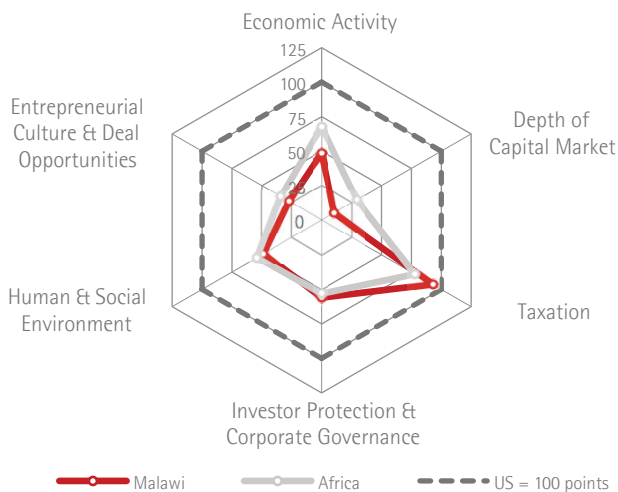 Economic Activity
125
100
75
50
25
0
Entrepreneurial
Culture & Deal
Opportunities
Depth of
Capital Market
Human & Social
Environment
Taxation
Investor Protection &
Corporate Governance
Malawi
Africa
US = 100 points